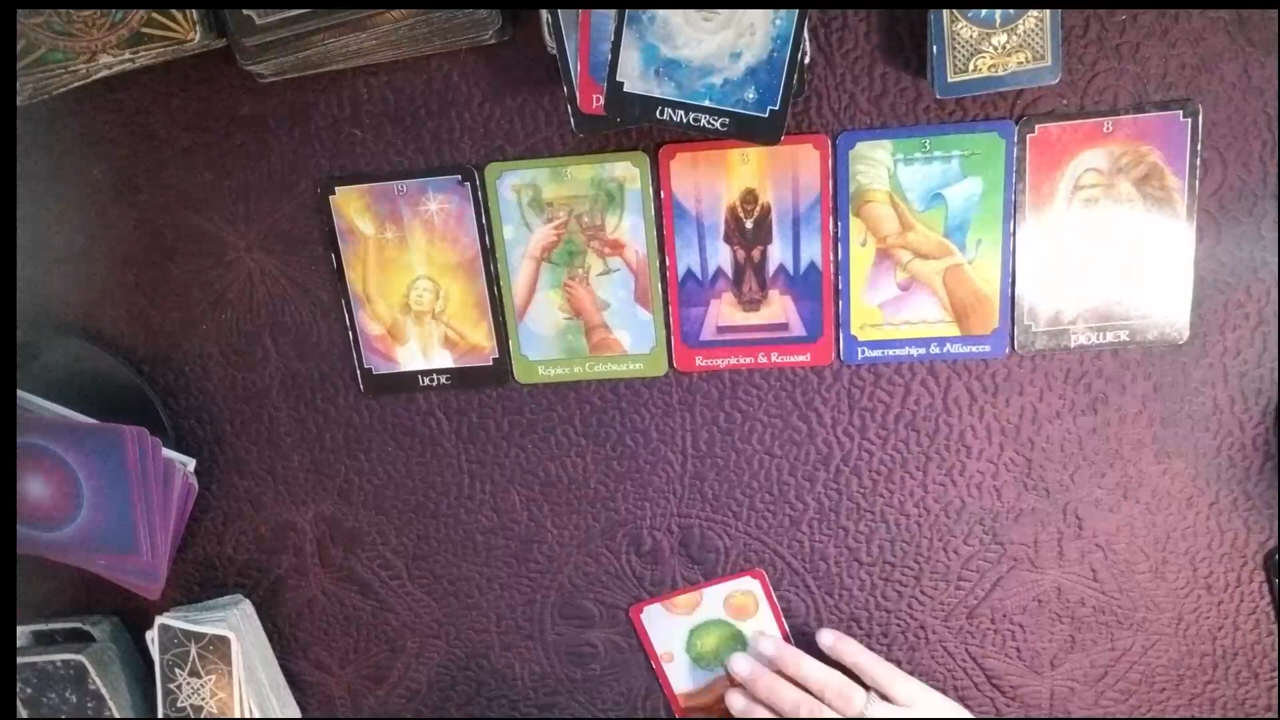 UNIVERSE
19
Light
3
Rejoice in Celebration
3
Recognition & Reward
3
Partnerships & Alliances
8
Power